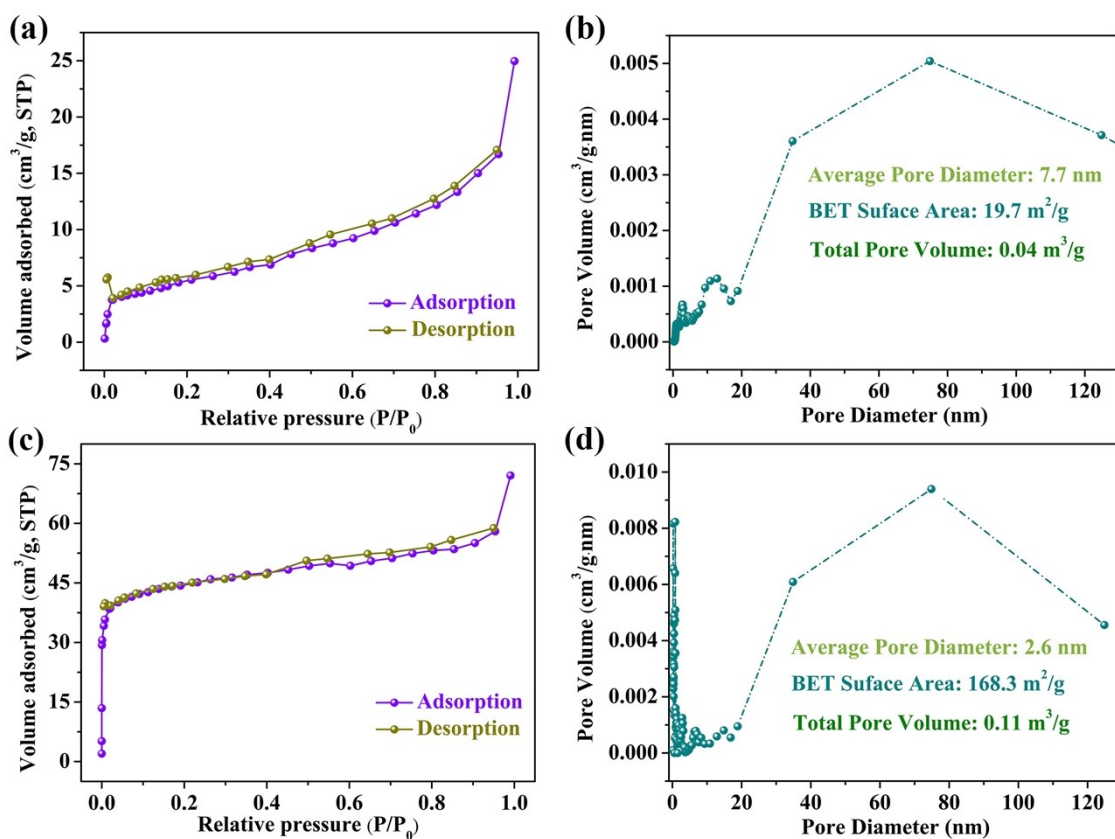 (a)
25
20
15
10
5
0
Volume adsorbed (cm³/g, STP)
Adsorption
Desorption
0.0 0.2 0.4 0.6 0.8 1.0
Relative pressure (P/P₀)
(b)
0.005
0.004
0.003
0.002
0.001
0.000
Pore Volume (cm³/g·nm)
Average Pore Diameter: 7.7 nm
BET Suface Area: 19.7 m²/g
Total Pore Volume: 0.04 m³/g
0 20 40 60 80 100 120
Pore Diameter (nm)
(c)
75
60
45
30
15
0
Volume adsorbed (cm³/g, STP)
Adsorption
Desorption
0.0 0.2 0.4 0.6 0.8 1.0
Relative pressure (P/P₀)
(d)
0.010
0.008
0.006
0.004
0.002
0.000
Pore Volume (cm³/g·nm)
Average Pore Diameter: 2.6 nm
BET Suface Area: 168.3 m²/g
Total Pore Volume: 0.11 m³/g
0 20 40 60 80 100 120
Pore Diameter (nm)